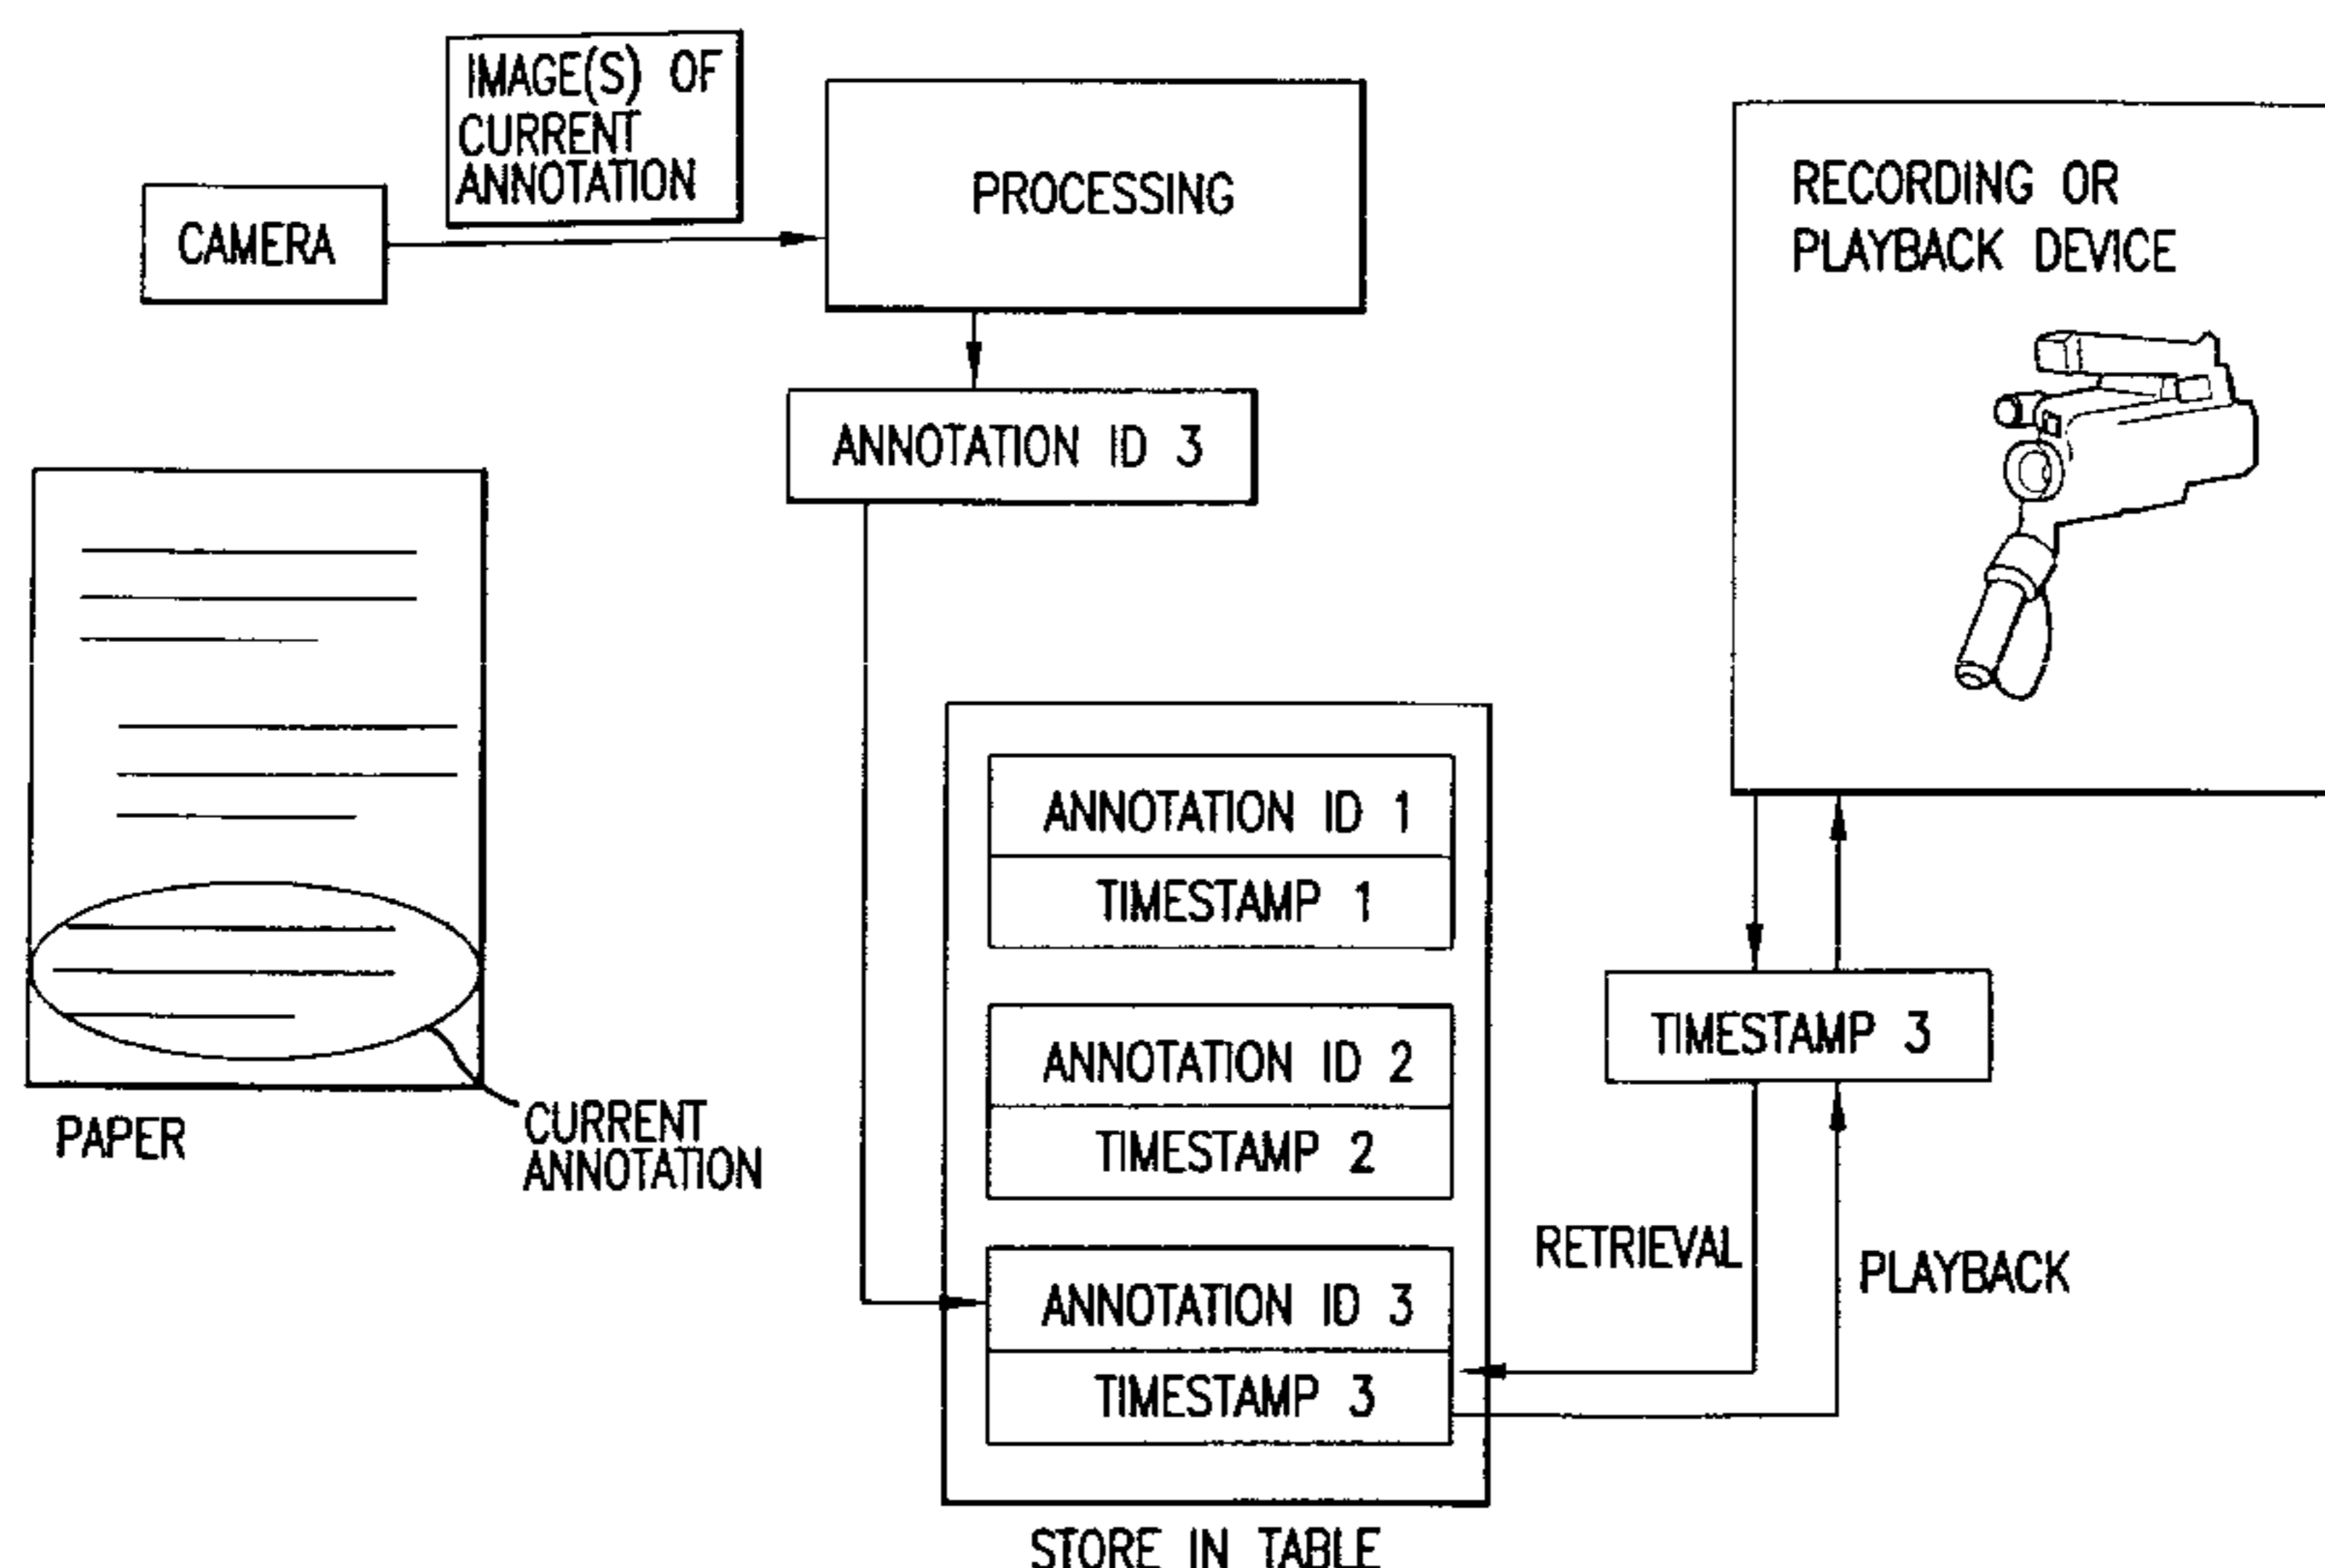 IMAGE(S) OF
CURRENT
ANNOTATION
CAMERA
PROCESSING
RECORDING OR
PLAYBACK DEVICE
ANNOTATION ID 3
ANNOTATION ID 1
TIMESTAMP 1
ANNOTATION ID 2
TIMESTAMP 2
ANNOTATION ID 3
TIMESTAMP 3
TIMESTAMP 3
PAPER
CURRENT
ANNOTATION
RETRIEVAL
PLAYBACK
STORE IN TABLE